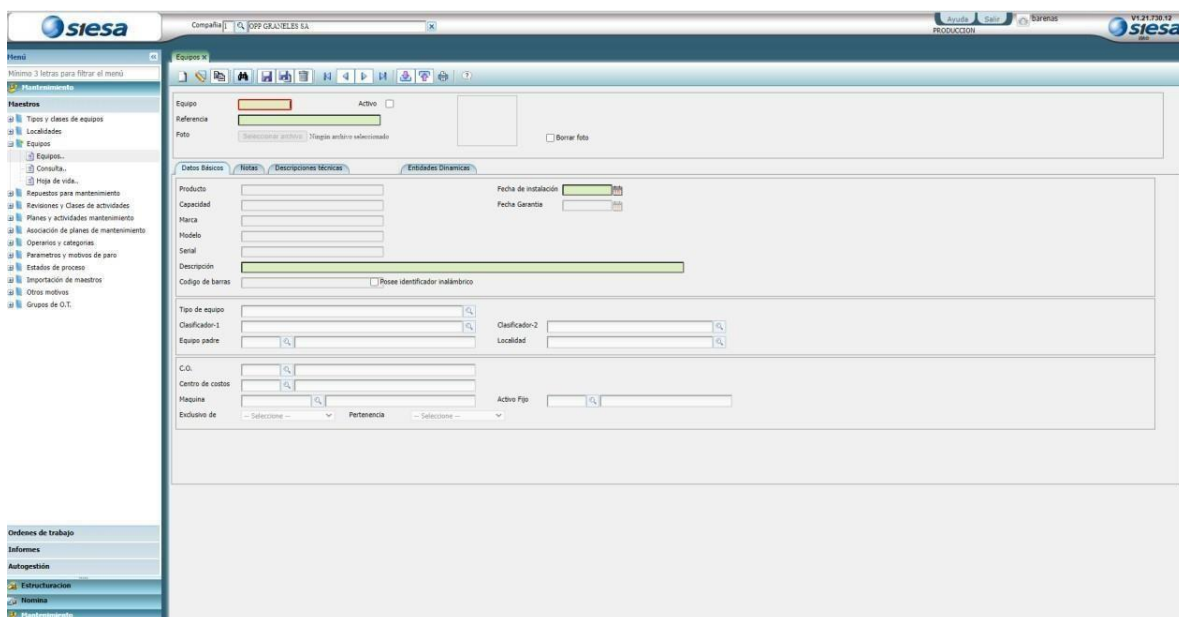 siesa
Compañia 1 OPP GRANELES SA
Ayuda Salir barenas
PRODUCCION
V1.21.730.12
siesa
Menú
Mínimo 3 letras para filtrar el menú
Mantenimiento
Maestros
Tipos y clases de equipos
Localidades
Equipos
Equipos..
Consulta..
Hoja de vida..
Repuestos para mantenimiento
Revisiones y Clases de actividades
Planes y actividades mantenimiento
Asociación de planes de mantenimiento
Operarios y categorias
Parametros y motivos de paro
Estados de proceso
Importación de maestros
Otros motivos
Grupos de O.T.
Ordenes de trabajo
Informes
Autogestión
Estructuracion
Nomina
Mantenimiento
Equipos
Equipo Activo
Referencia
Foto Seleccionar archivo Ningún archivo seleccionado Borrar foto
Datos Básicos Notas Descripciones técnicas Entidades Dinamicas
Producto Fecha de instalación
Capacidad Fecha Garantia
Marca
Modelo
Serial
Descripción
Codigo de barras Posee identificador inalámbrico
Tipo de equipo
Clasificador-1 Clasificador-2
Equipo padre Localidad
C.O.
Centro de costos
Maquina Activo Fijo
Exclusivo de -- Seleccione -- Pertenencia -- Seleccione --